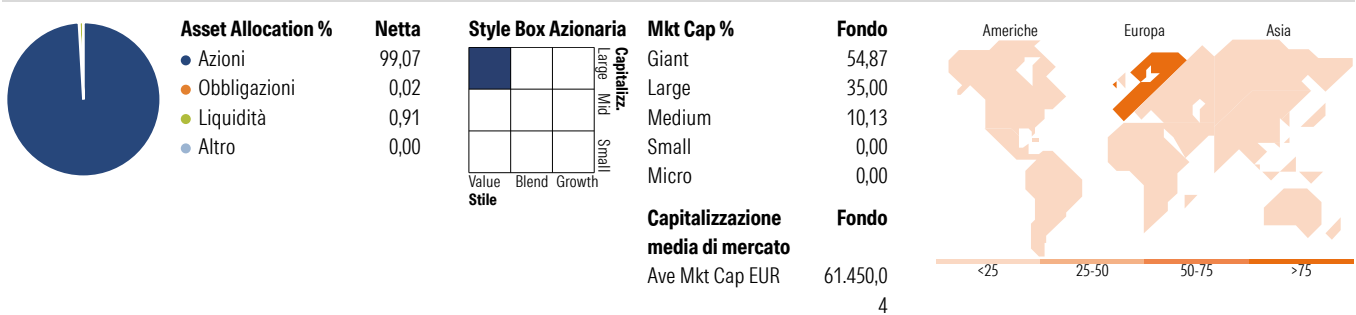 Asset Allocation % Netta
Azioni 99,07
Obbligazioni 0,02
Liquidità 0,91
Altro 0,00
Style Box Azionaria
Capitalizz.
Large Mid Small
Value Blend Growth
Stile
Mkt Cap % Fondo
Giant 54,87
Large 35,00
Medium 10,13
Small 0,00
Micro 0,00
Capitalizzazione Fondo
media di mercato
Ave Mkt Cap EUR 61.450,0
4
Americhe Europa Asia
<25 25-50 50-75 >75